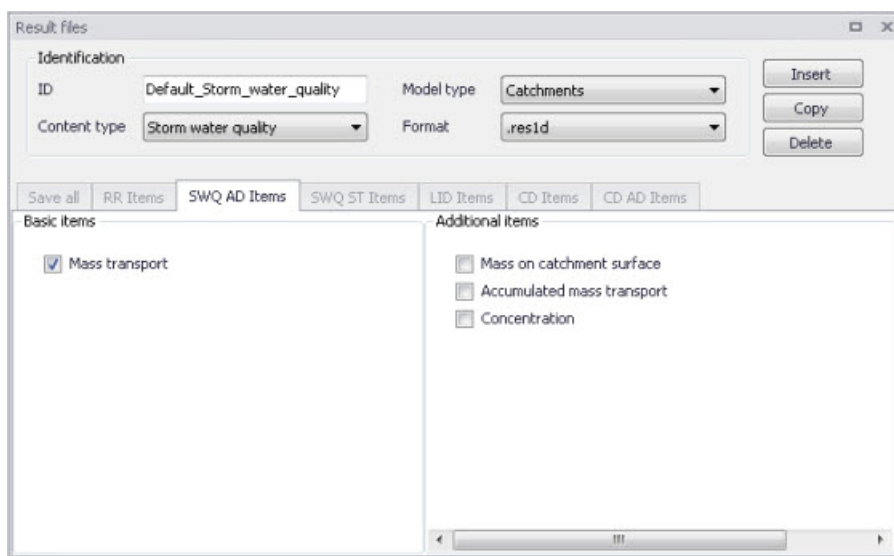 Result files
Identification
ID Default_Storm_water_quality Model type Catchments Insert
Content type Storm water quality Format .res1d Copy
Delete
Save all RR Items SWQ AD Items SWQ ST Items LID Items CD Items CD AD Items
Basic items Additional items
Mass transport Mass on catchment surface
Accumulated mass transport
Concentration